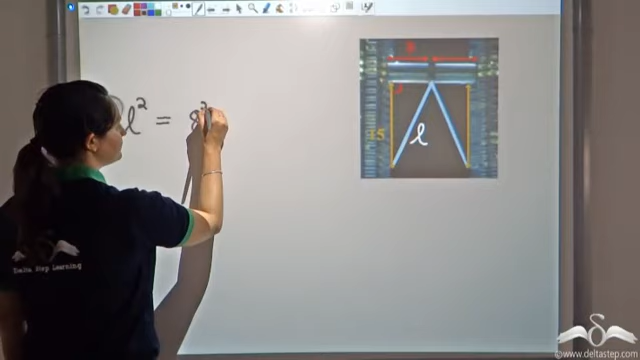 l² = 8²
8
15
l
Delta Step Learning
©www.deltastep.com